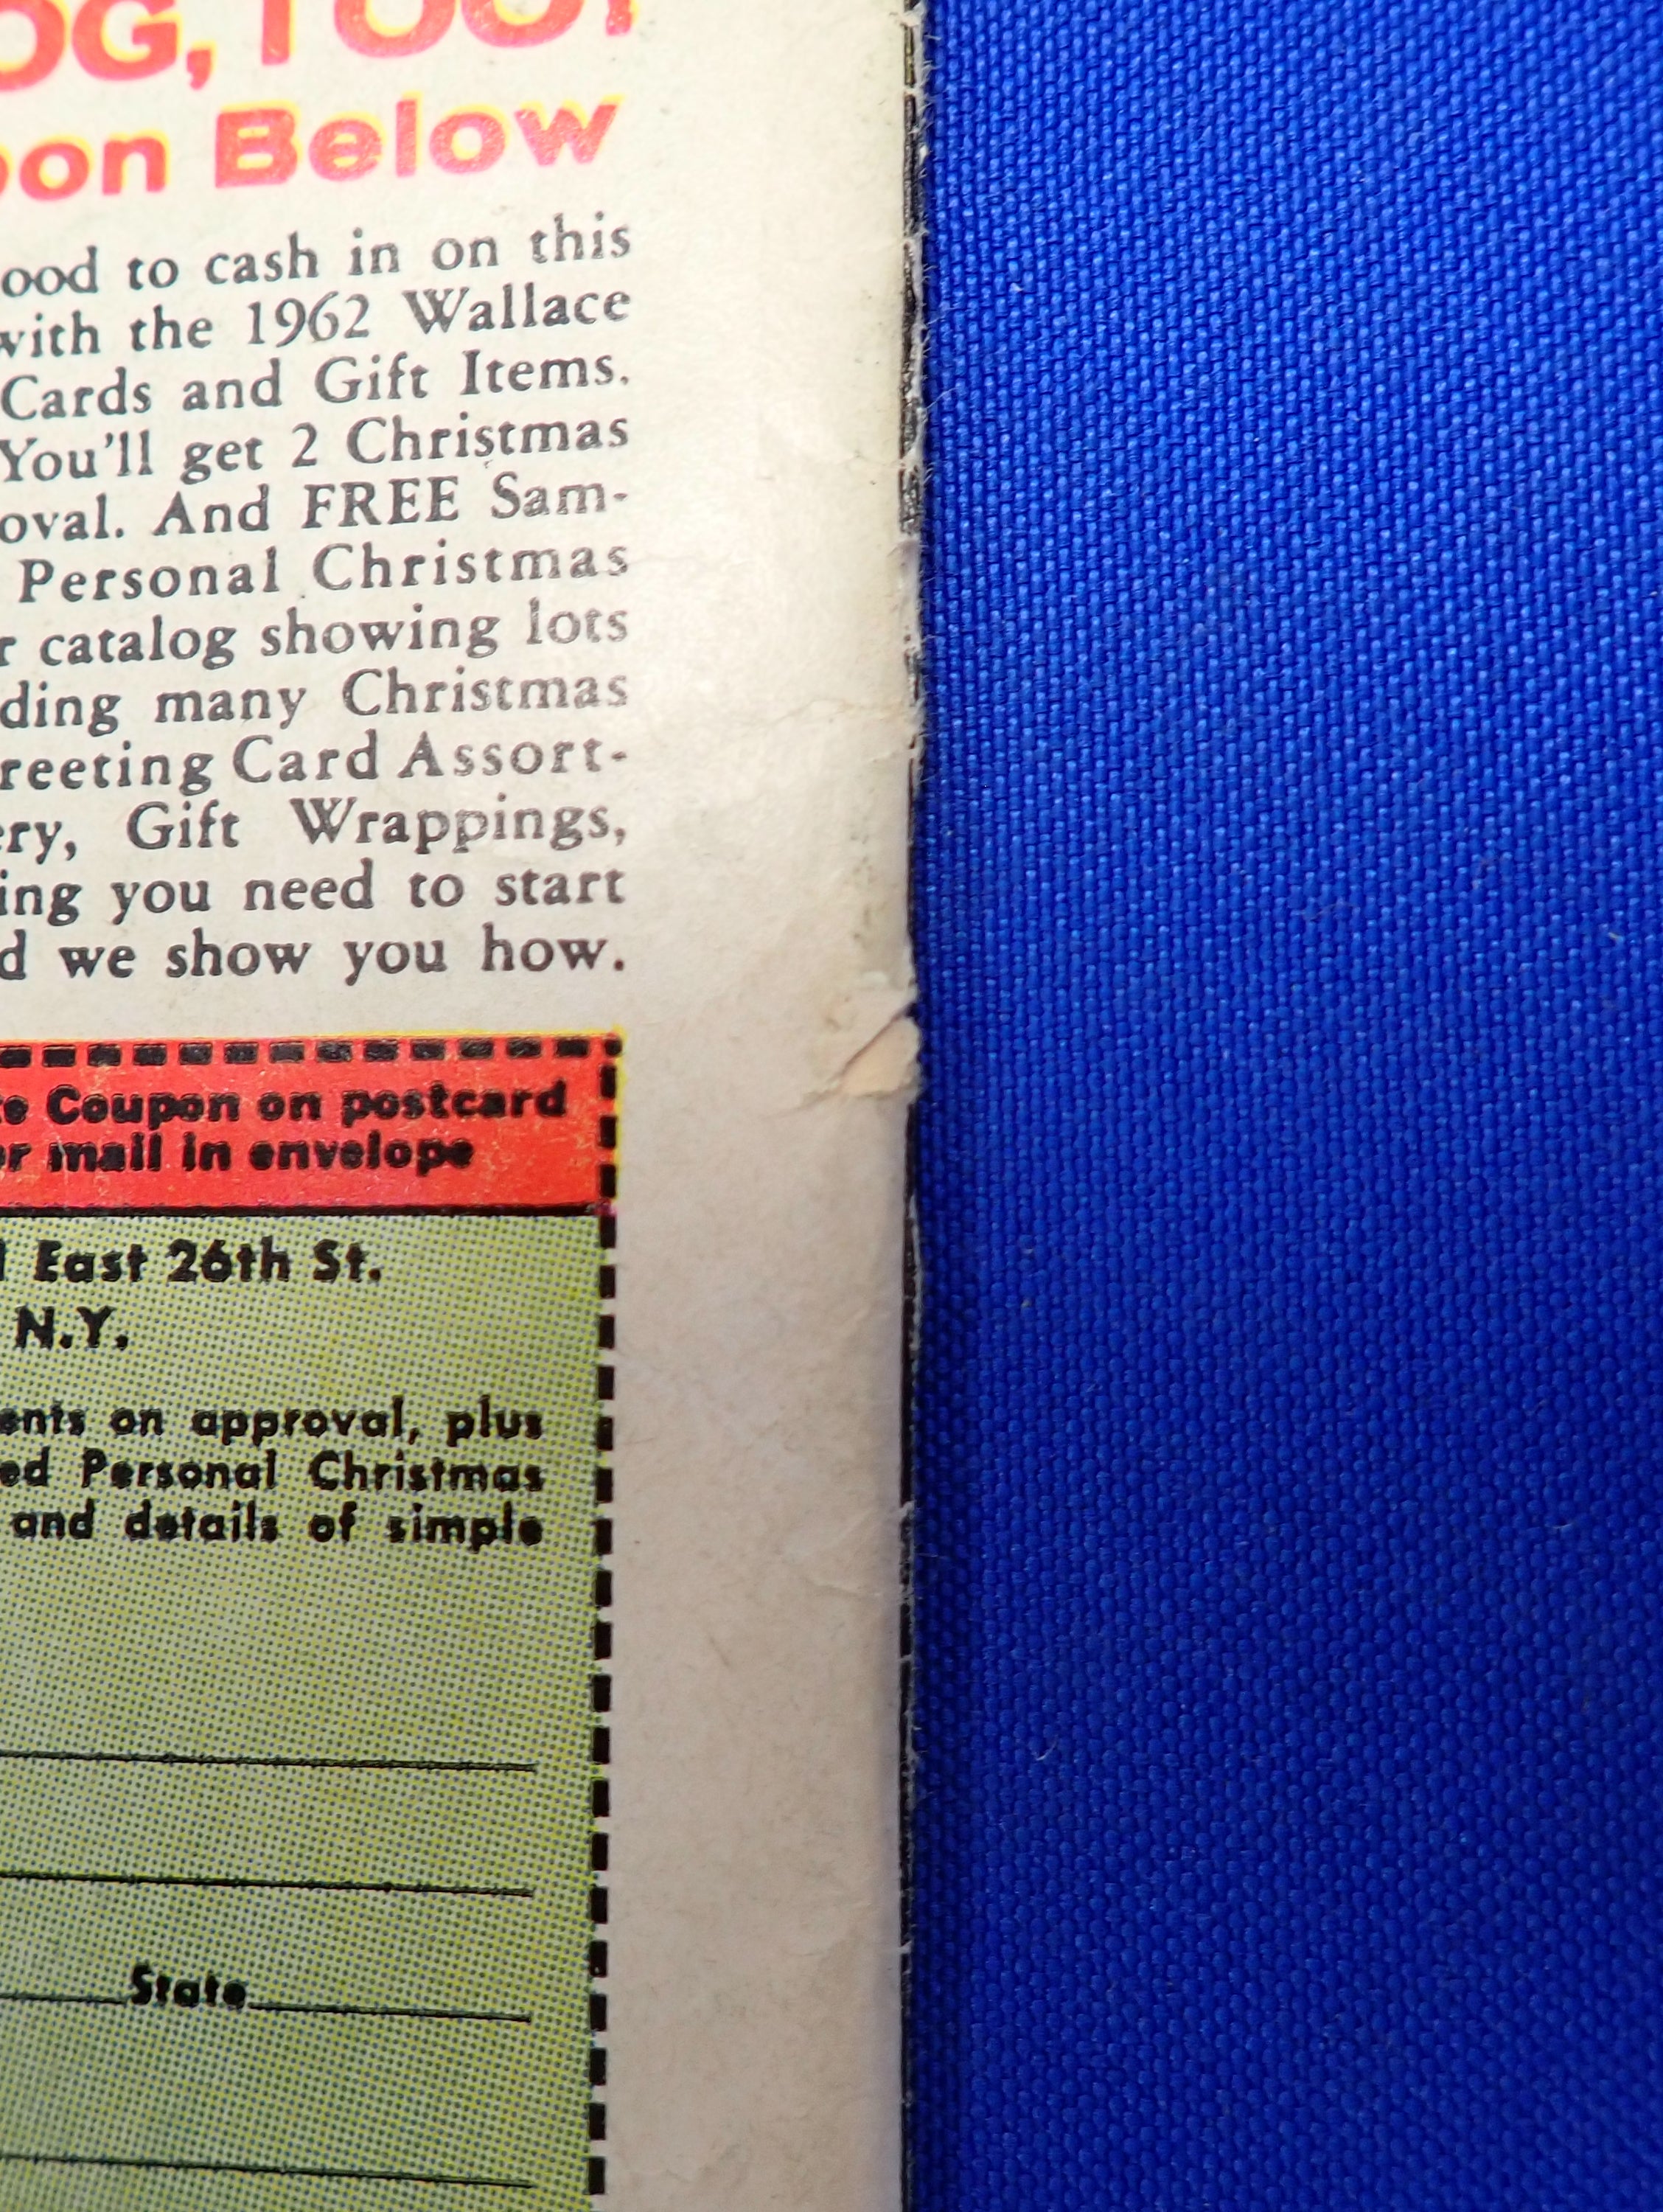 OG, TOO!
pon Below
ood to cash in on this
with the 1962 Wallace
Cards and Gift Items.
You'll get 2 Christmas
oval. And FREE Sam-
Personal Christmas
r catalog showing lots
ding many Christmas
reeting Card Assort-
ery, Gift Wrappings,
ing you need to start
d we show you how.
te Coupon on postcard
or mail in envelope
East 26th St.
N.Y.
ents on approval, plus
ed Personal Christmas
and details of simple
State